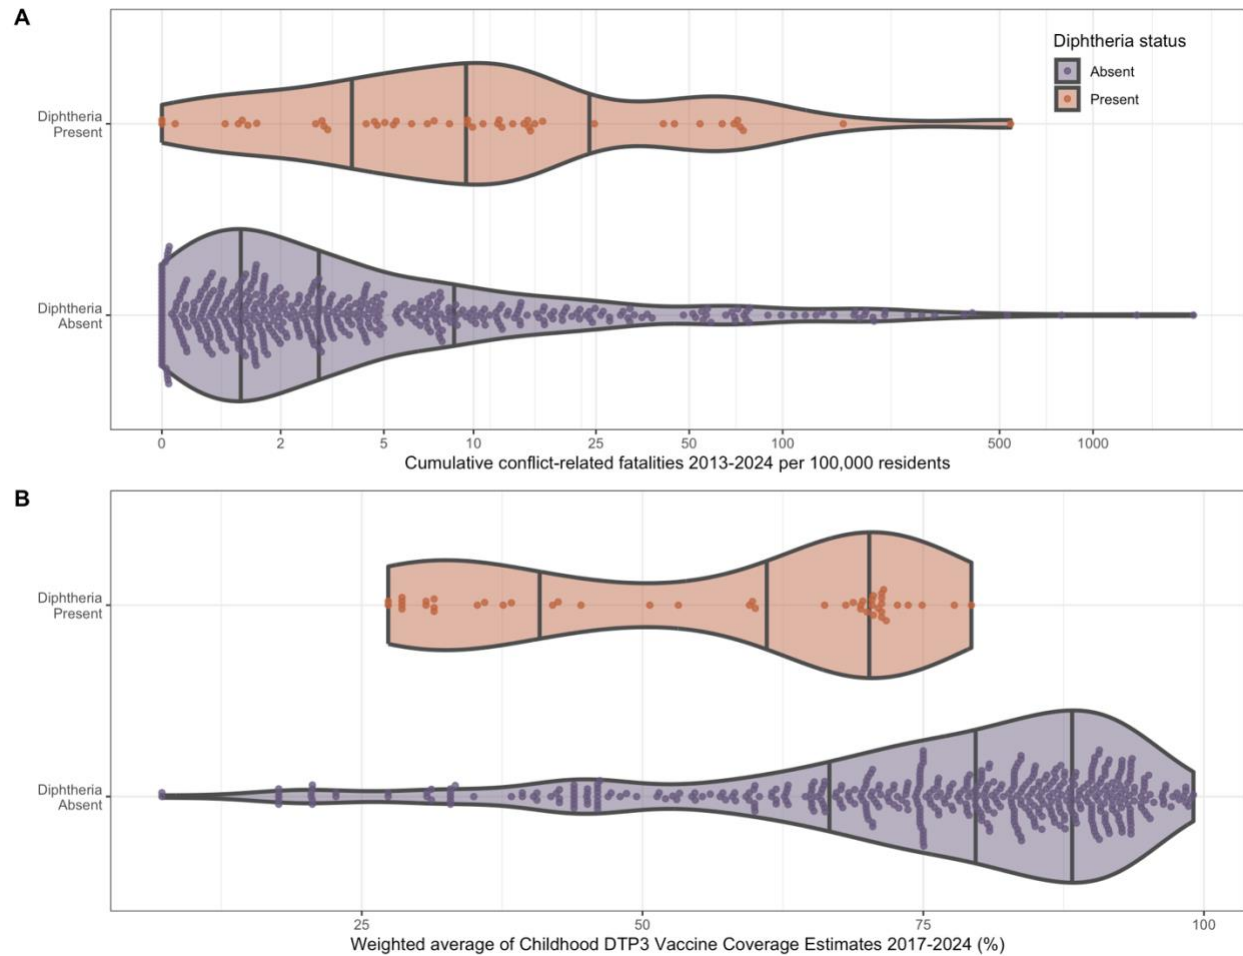 A
Diphtheria status
Absent
Present
Diphtheria
Present
Diphtheria
Absent
0 2 5 10 25 50 100 500 1000
Cumulative conflict-related fatalities 2013-2024 per 100,000 residents
B
Diphtheria
Present
Diphtheria
Absent
25 50 75 100
Weighted average of Childhood DTP3 Vaccine Coverage Estimates 2017-2024 (%)